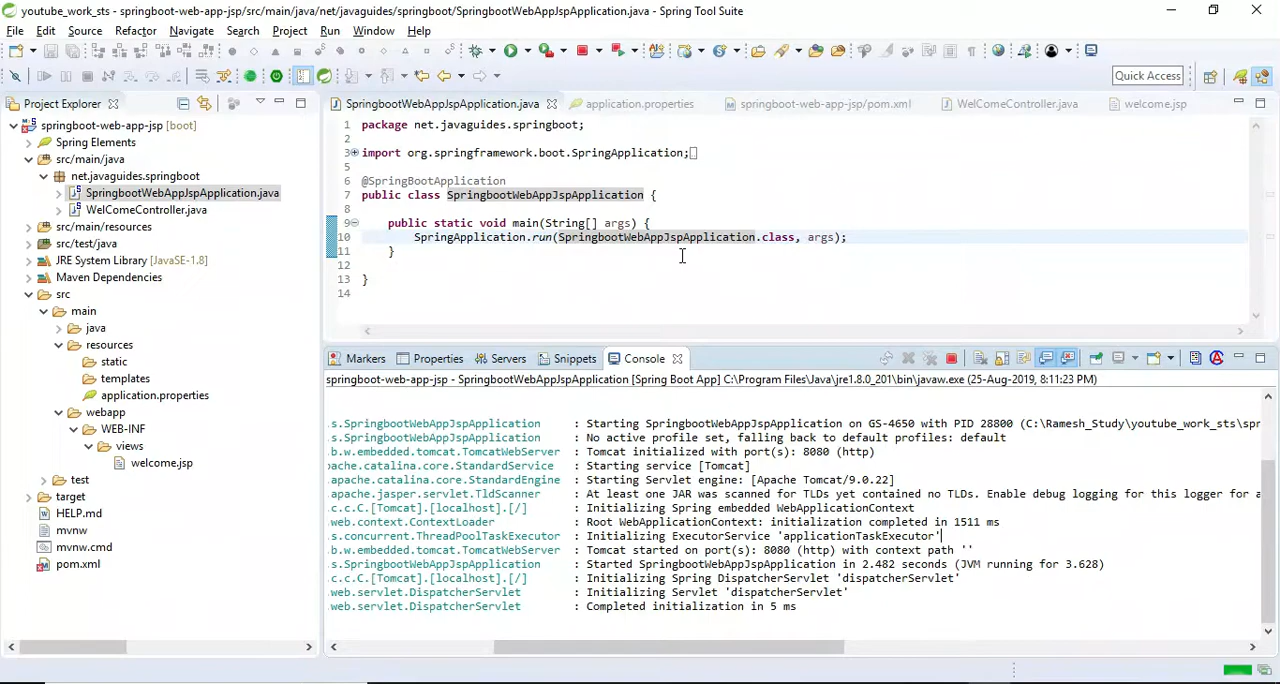 youtube_work_sts - springboot-web-app-jsp/src/main/java/net/javaguides/springboot/SpringbootWebAppJspApplication.java - Spring Tool Suite
File Edit Source Refactor Navigate Search Project Run Window Help
Quick Access
Project Explorer
springboot-web-app-jsp [boot]
Spring Elements
src/main/java
net.javaguides.springboot
SpringbootWebAppJspApplication.java
WelComeController.java
src/main/resources
src/test/java
JRE System Library [JavaSE-1.8]
Maven Dependencies
src
main
java
resources
static
templates
application.properties
webapp
WEB-INF
views
welcome.jsp
test
target
HELP.md
mvnw
mvnw.cmd
pom.xml
SpringbootWebAppJspApplication.java application.properties springboot-web-app-jsp/pom.xml WelComeController.java welcome.jsp
1 package net.javaguides.springboot;
2
3 import org.springframework.boot.SpringApplication;
5
6 @SpringBootApplication
7 public class SpringbootWebAppJspApplication {
8
9 public static void main(String[] args) {
10 SpringApplication.run(SpringbootWebAppJspApplication.class, args);
11 }
12
13 }
14
Markers Properties Servers Snippets Console
springboot-web-app-jsp - SpringbootWebAppJspApplication [Spring Boot App] C:\Program Files\Java\jre1.8.0_201\bin\javaw.exe (25-Aug-2019, 8:11:23 PM)
s.SpringbootWebAppJspApplication : Starting SpringbootWebAppJspApplication on GS-4650 with PID 28800 (C:\Ramesh_Study\youtube_work_sts\spr
s.SpringbootWebAppJspApplication : No active profile set, falling back to default profiles: default
b.w.embedded.tomcat.TomcatWebServer : Tomcat initialized with port(s): 8080 (http)
pache.catalina.core.StandardService : Starting service [Tomcat]
apache.catalina.core.StandardEngine : Starting Servlet engine: [Apache Tomcat/9.0.22]
apache.jasper.servlet.TldScanner : At least one JAR was scanned for TLDs yet contained no TLDs. Enable debug logging for this logger for a
c.c.C.[Tomcat].[localhost].[/] : Initializing Spring embedded WebApplicationContext
web.context.ContextLoader : Root WebApplicationContext: initialization completed in 1511 ms
s.concurrent.ThreadPoolTaskExecutor : Initializing ExecutorService 'applicationTaskExecutor'
b.w.embedded.tomcat.TomcatWebServer : Tomcat started on port(s): 8080 (http) with context path ''
s.SpringbootWebAppJspApplication : Started SpringbootWebAppJspApplication in 2.482 seconds (JVM running for 3.628)
c.c.C.[Tomcat].[localhost].[/] : Initializing Spring DispatcherServlet 'dispatcherServlet'
web.servlet.DispatcherServlet : Initializing Servlet 'dispatcherServlet'
web.servlet.DispatcherServlet : Completed initialization in 5 ms